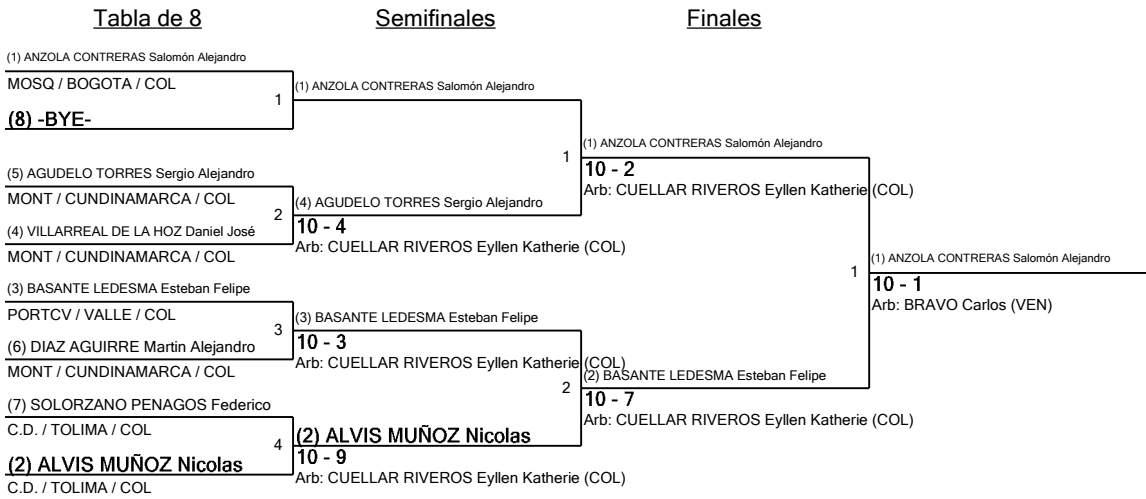 Tabla de 8
Semifinales
Finales
(1) ANZOLA CONTRERAS Salomón Alejandro
MOSQ / BOGOTA / COL
(8) -BYE-
1
(1) ANZOLA CONTRERAS Salomón Alejandro
(5) AGUDELO TORRES Sergio Alejandro
MONT / CUNDINAMARCA / COL
(4) VILLARREAL DE LA HOZ Daniel José
MONT / CUNDINAMARCA / COL
2
(4) AGUDELO TORRES Sergio Alejandro
10 - 4
Arb: CUELLAR RIVEROS Eyllen Katherie (COL)
1
(1) ANZOLA CONTRERAS Salomón Alejandro
10 - 2
Arb: CUELLAR RIVEROS Eyllen Katherie (COL)
(3) BASANTE LEDESMA Esteban Felipe
PORTCV / VALLE / COL
(6) DIAZ AGUIRRE Martin Alejandro
MONT / CUNDINAMARCA / COL
3
(3) BASANTE LEDESMA Esteban Felipe
10 - 3
Arb: CUELLAR RIVEROS Eyllen Katherie (COL)
(7) SOLORZANO PENAGOS Federico
C.D. / TOLIMA / COL
(2) ALVIS MUÑOZ Nicolas
C.D. / TOLIMA / COL
4
(2) ALVIS MUÑOZ Nicolas
10 - 9
Arb: CUELLAR RIVEROS Eyllen Katherie (COL)
2
(2) BASANTE LEDESMA Esteban Felipe
10 - 7
Arb: CUELLAR RIVEROS Eyllen Katherie (COL)
1
(1) ANZOLA CONTRERAS Salomón Alejandro
10 - 1
Arb: BRAVO Carlos (VEN)